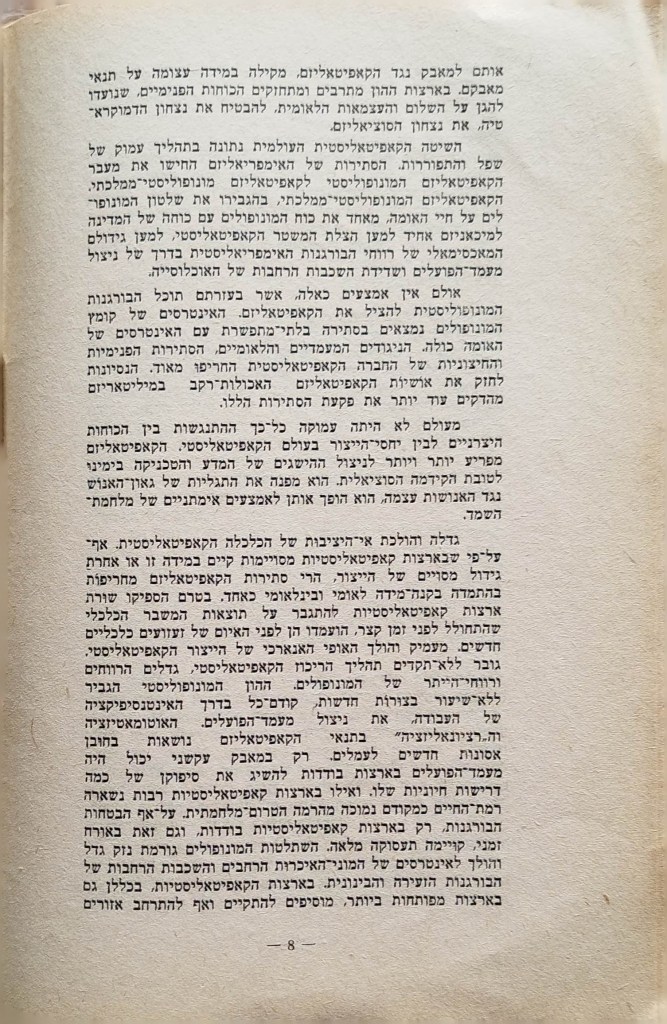 אותם למאבק נגד הקאפיטאליזם, מקילה במידה עצומה על תנאי
מאבקם. בארצות ההון מתרבים ומתחזקים הכוחות הפנימיים, שנועדו
להגן על השלום והעצמאות הלאומית, להבטיח את נצחון הדמוקרא־
טיה, את נצחון הסוציאליזם.
השיטה הקאפיטאליסטית העולמית נתונה בתהליך עמוק של
שפל והתפוררות. הסתירות של האימפריאליזם החישו את מעבר
הקאפיטאליזם המונופוליסטי לקאפיטאליזם מונופוליסטי־ממלכתי.
הקאפיטאליזם המונופוליסטי־ממלכתי, בהגבירו את שלטון המונופו־
לים על חיי האומה, מאחד את כוח המונופולים עם כוחה של המדינה
למיכאניזם אחיד למען הצלת המשטר הקאפיטאליסטי, למען גידולם
המאכסימאלי של רווחי הבורגנות האימפריאליסטית בדרך של ניצול
מעמד־הפועלים ושדידת השכבות הרחבות של האוכלוסייה.
אולם אין אמצעים כאלה, אשר בעזרתם תוכל הבורגנות
המונופוליסטית להציל את הקאפיטאליזם. האינטרסים של קומץ
המונופולים נמצאים בסתירה בלתי־מתפשרת עם האינטרסים של
האומה כולה. הניגודים המעמדיים והלאומיים, הסתירות הפנימיות
והחיצוניות של החברה הקאפיטאליסטית החריפו מאוד. הנסיונות
לחזק את אושיות הקאפיטאליזם האכולות־רקב במיליטאריזם
מהדקים עוד יותר את פקעת הסתירות הללו.
מעולם לא היתה עמוקה כל־כך ההתנגשות בין הכוחות
היצרניים לבין יחסי־הייצור בעולם הקאפיטאליסטי. הקאפיטאליזם
מפריע יותר ויותר לניצול ההישגים של המדע והטכניקה בימינו
לטובת הקידמה הסוציאלית. הוא מפנה את התגליות של גאון־האנוש
נגד האנושות עצמה, הוא הופך אותן לאמצעים אימתניים של מלחמת־
השמד.
גדלה והולכת אי־היציבות של הכלכלה הקאפיטאליסטית. אף־
על־פי שבארצות קאפיטאליסטיות מסויימות קיים במידה זו או אחרת
גידול מסויים של הייצור, הרי סתירות הקאפיטאליזם מחריפות
בהתמדה בקנה־מידה לאומי ובינלאומי כאחד. בטרם הספיקו שורת
ארצות קאפיטאליסטיות להתגבר על תוצאות המשבר הכלכלי
שהתחולל לפני זמן קצר, הועמדו הן לפני האיום של זעזועים כלכליים
חדשים. מעמיק והולך האופי האנארכי של הייצור הקאפיטאליסטי.
גובר ללא־תקדים תהליך הריכוז הקאפיטאליסטי, גדלים הרווחים
ורווחי־הייתר של המונופולים. ההון המונופוליסטי הגביר
ללא־שיעור בצורות חדשות, קודם־כל בדרך האינטנסיפיקציה
של העבודה, את ניצול מעמד־הפועלים. האוטומאטיזציה
וה„רציונאליזציה" בתנאי הקאפיטאליזם נושאות בחובן
אסונות חדשים לעמלים. רק במאבק עקשני יכול היה
מעמד־הפועלים בארצות בודדות להשיג את סיפוקן של כמה
דרישות חיוניות שלו. ואילו בארצות קאפיטאליסטיות רבות נשארה
רמת־החיים כמקודם נמוכה מהרמה הטרום־מלחמתית. על־אף הבטחות
הבורגנות, רק בארצות קאפיטאליסטיות בודדות, וגם זאת באורח
זמני, קויימה תעסוקה מלאה. השתלטות המונופולים גורמת נזק גדל
והולך לאינטרסים של המוני־האיכרות הרחבים והשכבות הרחבות של
הבורגנות הזעירה והבינונית. בארצות הקאפיטאליסטיות, בכללן גם
בארצות מפותחות ביותר, מוסיפים להתקיים ואף להתרחב אזורים
— 8 —